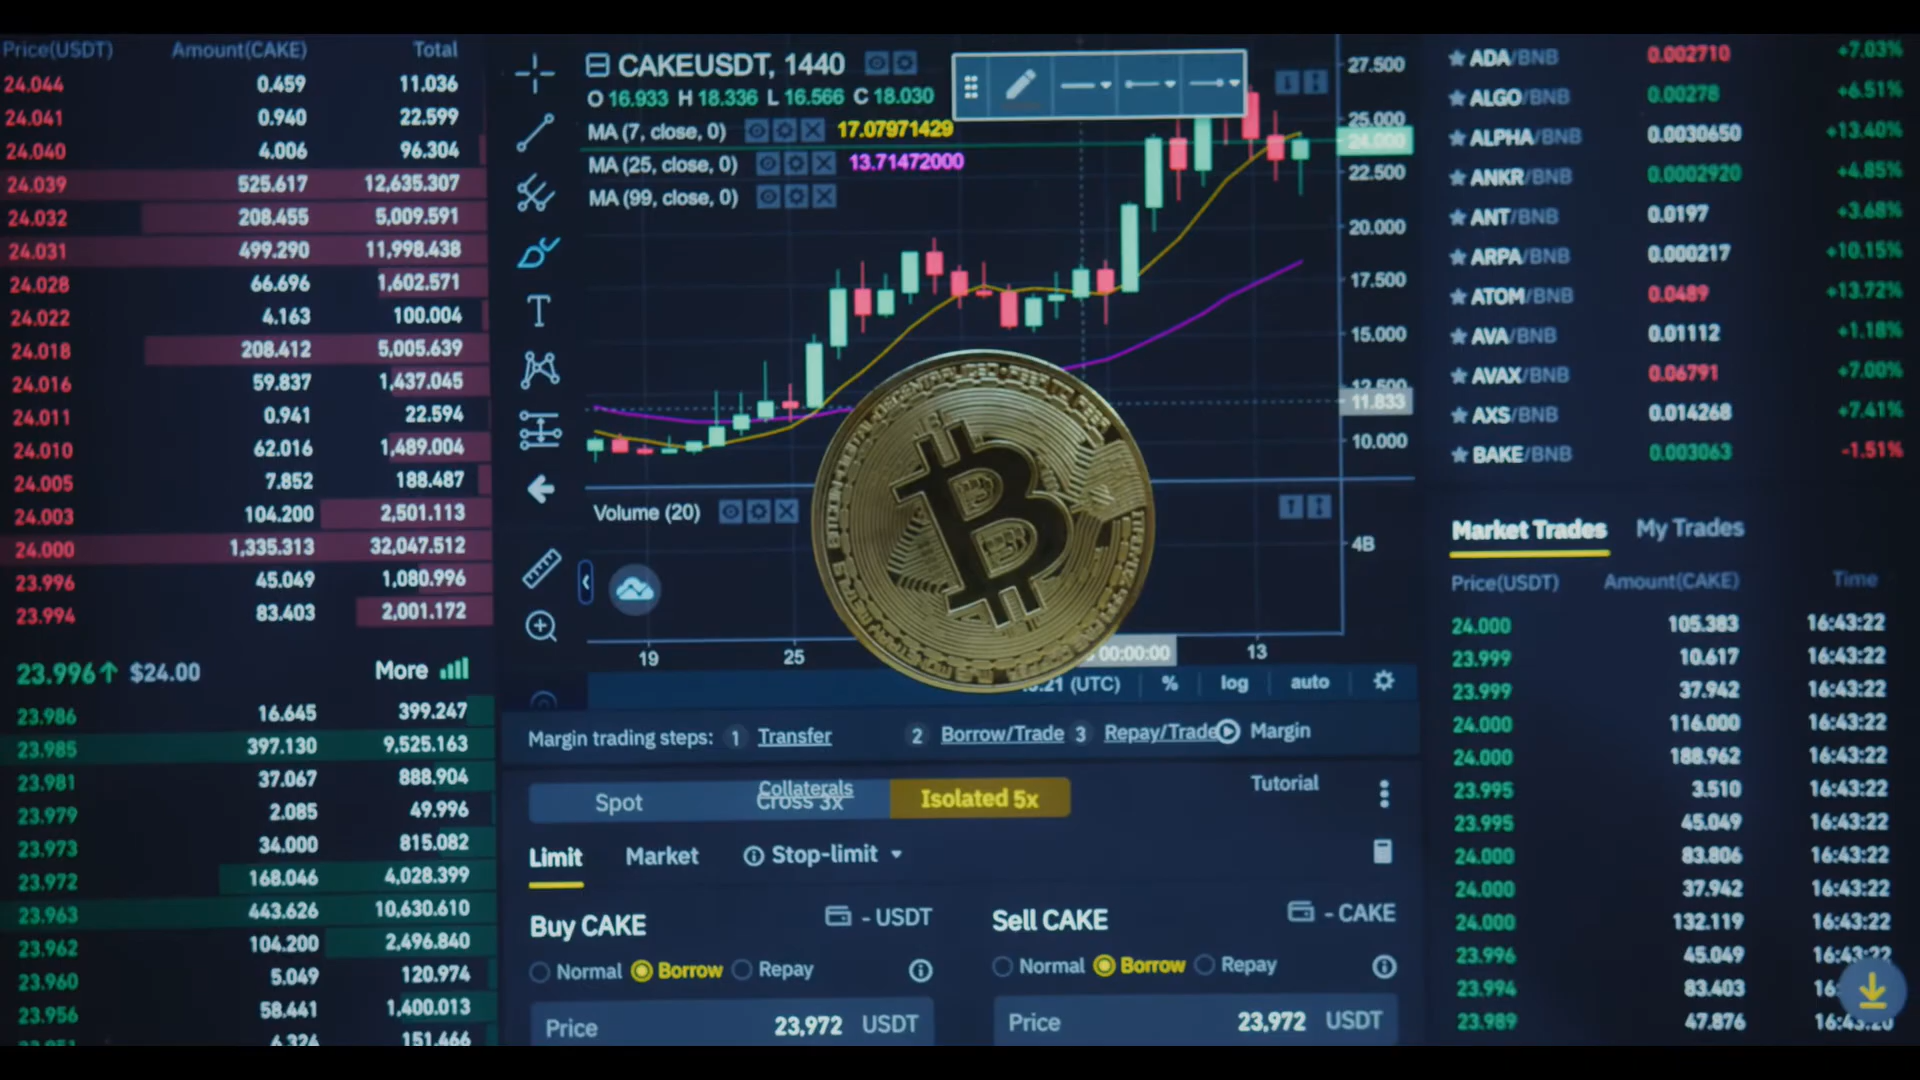 Price(USDT) Amount(CAKE) Total
24.044 0.459 11.036
24.041 0.940 22.599
24.040 4.006 96.304
24.039 525.617 12,635.307
24.032 208.455 5,009.591
24.031 499.290 11,998.438
24.028 66.696 1,602.571
24.022 4.163 100.004
24.018 208.412 5,005.639
24.016 59.837 1,437.045
24.011 0.941 22.594
24.010 62.016 1,489.004
24.005 7.852 188.487
24.003 104.200 2,501.113
24.000 1,335.313 32,047.512
23.996 45.049 1,080.996
23.994 83.403 2,001.172
23.996↑ $24.00 More
23.986 16.645 399.247
23.985 397.130 9,525.163
23.981 37.067 888.904
23.979 2.085 49.996
23.973 34.000 815.082
23.972 168.046 4,028.399
23.963 443.626 10,630.610
23.962 104.200 2,496.840
23.960 5.049 120.974
23.956 58.441 1,400.013
6.324 151.466
CAKEUSDT, 1440
O 16.933 H 18.336 L 16.566 C 18.030
MA (7, close, 0) 17.07971429
MA (25, close, 0) 13.71472000
MA (99, close, 0)
27.500
25.000
24.000
22.500
20.000
17.500
15.000
12.500
11.833
10.000
Volume (20)
4B
19 25 00:00:00 13
21 (UTC) % log auto
Margin trading steps: 1 Transfer 2 Borrow/Trade 3 Repay/Trade Margin
Collaterals Tutorial
Spot Cross 3x Isolated 5x
Limit Market Stop-limit
Buy CAKE - USDT
Normal Borrow Repay
Price 23,972 USDT
Sell CAKE - CAKE
Normal Borrow Repay
Price 23,972 USDT
ADA/BNB 0.002710 +7.03%
ALGO/BNB 0.00278 +6.51%
ALPHA/BNB 0.0030650 +13.40%
ANKR/BNB 0.0002920 +4.85%
ANT/BNB 0.0197 +3.68%
ARPA/BNB 0.000217 +10.15%
ATOM/BNB 0.0489 +13.72%
AVA/BNB 0.01112 +1.18%
AVAX/BNB 0.06791 +7.00%
AXS/BNB 0.014268 +7.41%
BAKE/BNB 0.003063 -1.51%
Market Trades My Trades
Price(USDT) Amount(CAKE) Time
24.000 105.383 16:43:22
23.999 10.617 16:43:22
23.999 37.942 16:43:22
24.000 116.000 16:43:22
24.000 188.962 16:43:22
23.995 3.510 16:43:22
23.995 45.049 16:43:22
24.000 83.806 16:43:22
24.000 37.942 16:43:22
24.000 132.119 16:43:22
23.996 45.049 16:43:22
23.994 83.403 16:
23.989 47.876 16:43:20